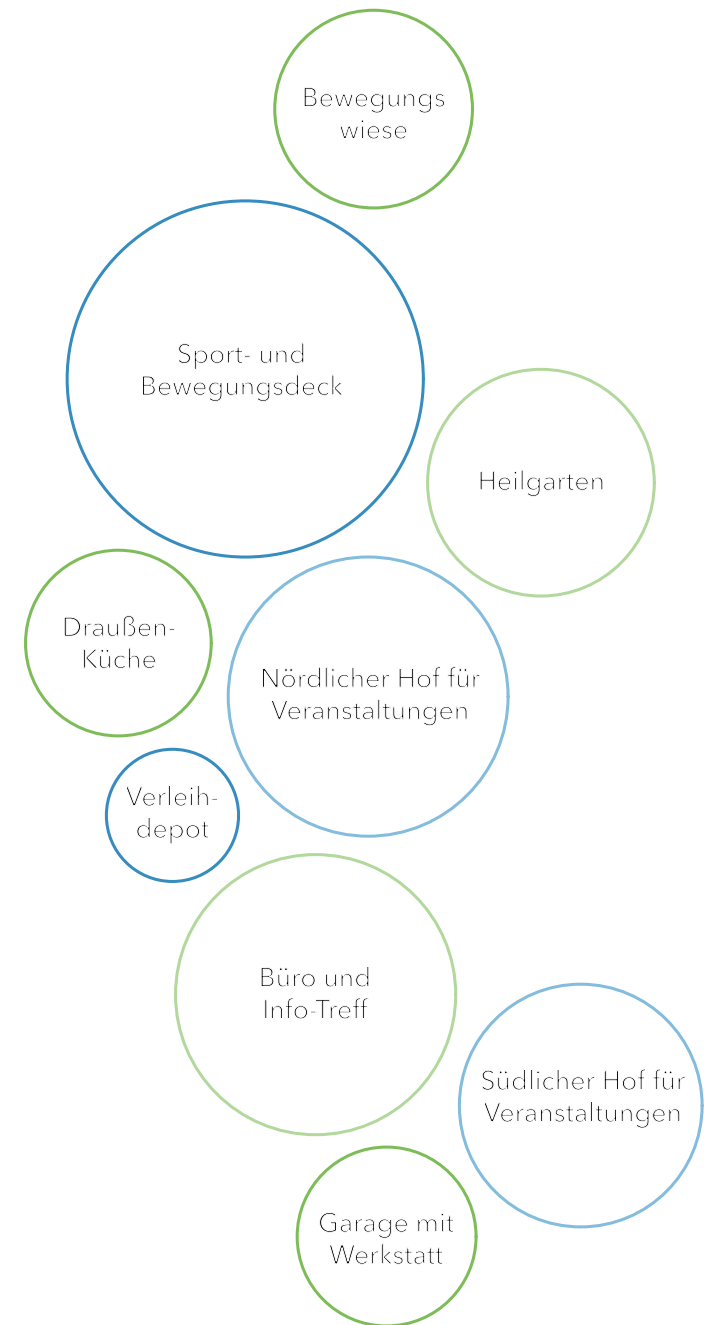 Bewegungs
wiese
Sport- und
Bewegungsdeck
Heilgarten
Draußen-
Küche
Nördlicher Hof für
Veranstaltungen
Verleih-
depot
Büro und
Info-Treff
Südlicher Hof für
Veranstaltungen
Garage mit
Werkstatt